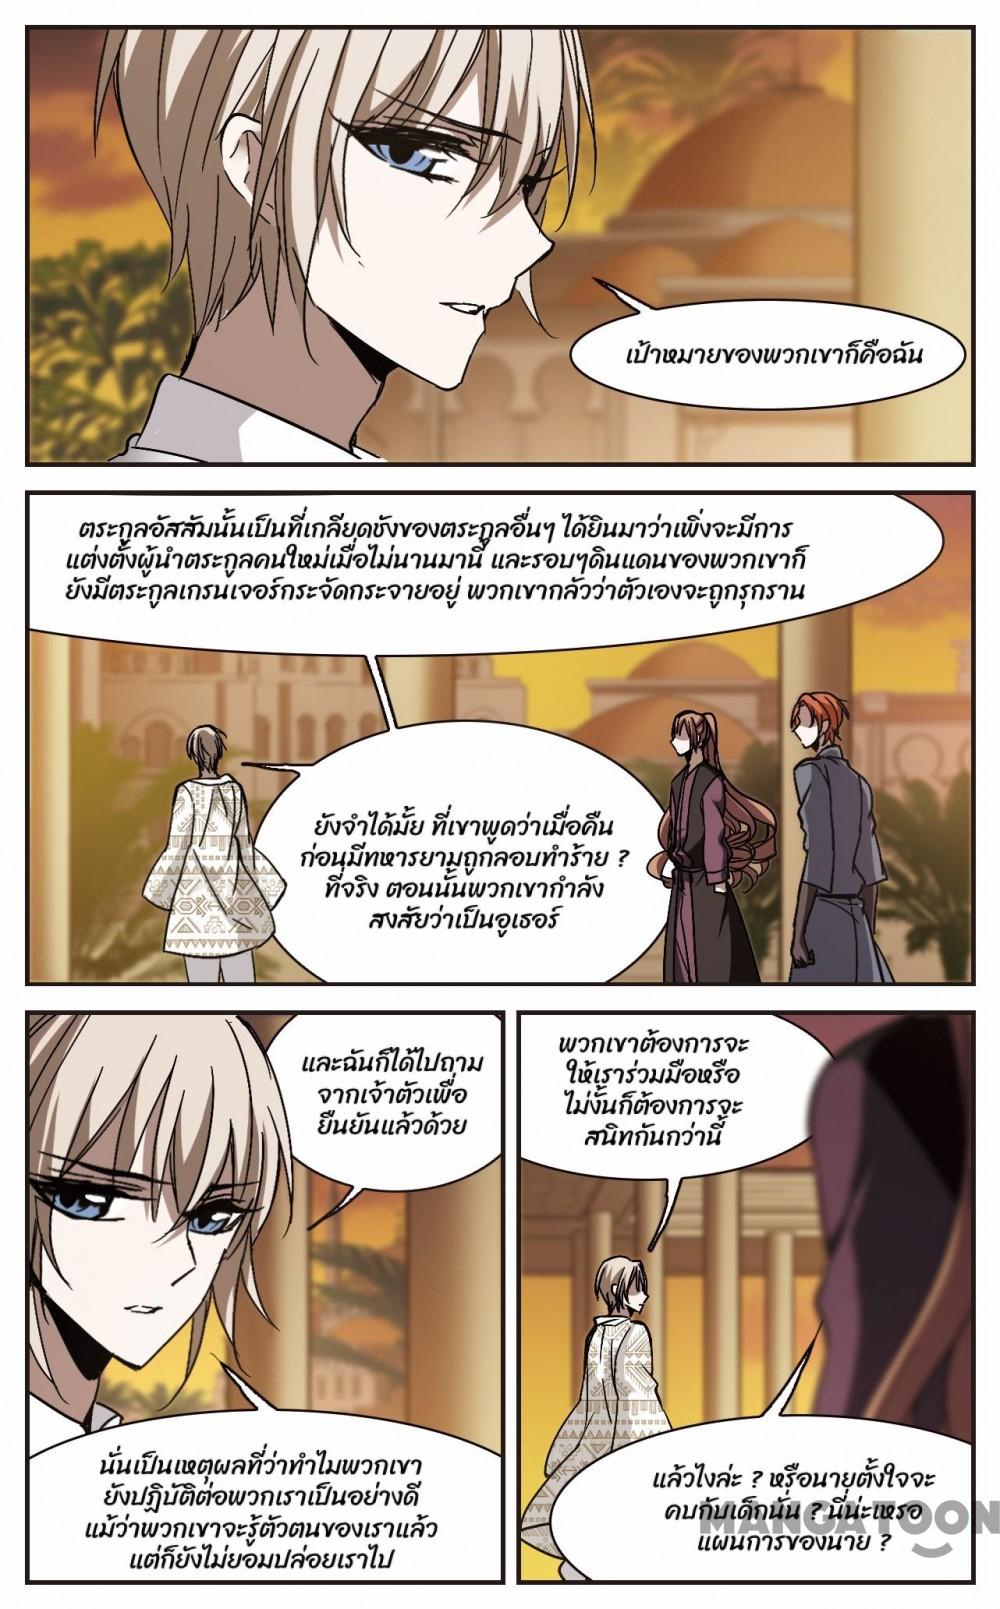 เป้าหมายของพวกเขาก็คือฉัน
ตระกูลอัสสัมนั้นเป็นที่เกลียดชังของตระกูลอื่นๆ ได้ยินมาว่าเพิ่งจะมีการ
แต่งตั้งผู้นำตระกูลคนใหม่เมื่อไม่นานมานี้ และรอบๆดินแดนของพวกเขาก็
ยังมีตระกูลเกรนเจอร์กระจัดกระจายอยู่ พวกเขากลัวว่าตัวเองจะถูกรุกราน
ยังจำได้มั้ย ที่เขาพูดว่าเมื่อคืน
ก่อนมีทหารยามถูกลอบทำร้าย ?
ที่จริง ตอนนั้นพวกเขากำลัง
สงสัยว่าเป็นอูเธอร์
และฉันก็ได้ไปถาม
จากเจ้าตัวเพื่อ
ยืนยันแล้วด้วย
นั่นเป็นเหตุผลที่ว่าทำไมพวกเขา
ยังปฏิบัติต่อพวกเราเป็นอย่างดี
แม้ว่าพวกเขาจะรู้ตัวตนของเราแล้ว
แต่ก็ยังไม่ยอมปล่อยเราไป
พวกเขาต้องการจะ
ให้เราร่วมมือหรือ
ไม่งั้นก็ต้องการจะ
สนิทกันกว่านี้
แล้วไงล่ะ ? หรือนายตั้งใจจะ
คบกับเด็กนั่น ? นี่น่ะเหรอ
แผนการของนาย ?
MANGATOON